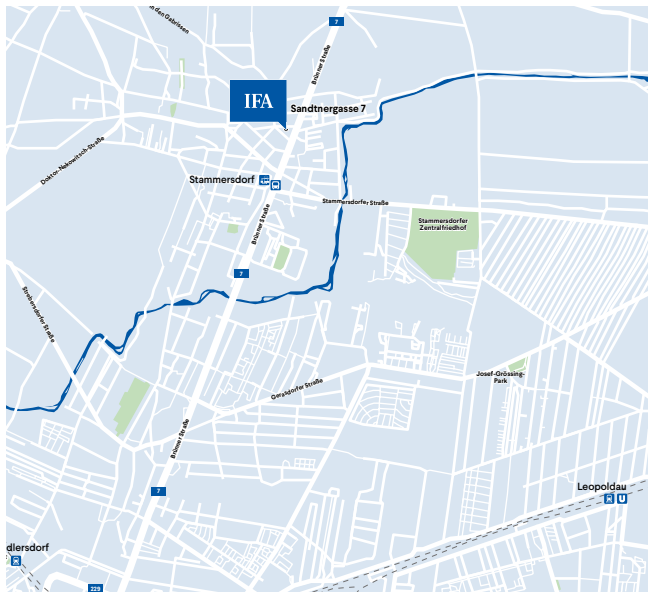 n den Gabrissen
7
Brünner Straße
IFA
Sandtnergasse 7
Doktor-Nekowitsch-Straße
Stammersdorf
Stammersdorfer Straße
Stammersdorfer
Zentralfriedhof
Brünner Straße
7
Strebersdorfer Straße
Josef-Grössing-
Park
Gerasdorfer Straße
Brünner Straße
7
Leopoldau
U
dlersdorf
229